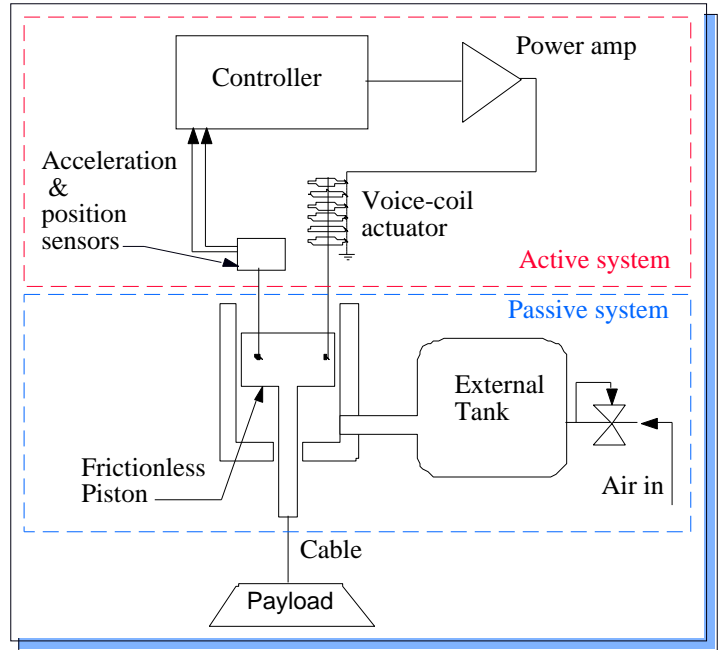 Power amp
Controller
Acceleration
&
position
sensors
Voice-coil
actuator
Active system
Passive system
External
Tank
Frictionless
Piston
Air in
Cable
Payload